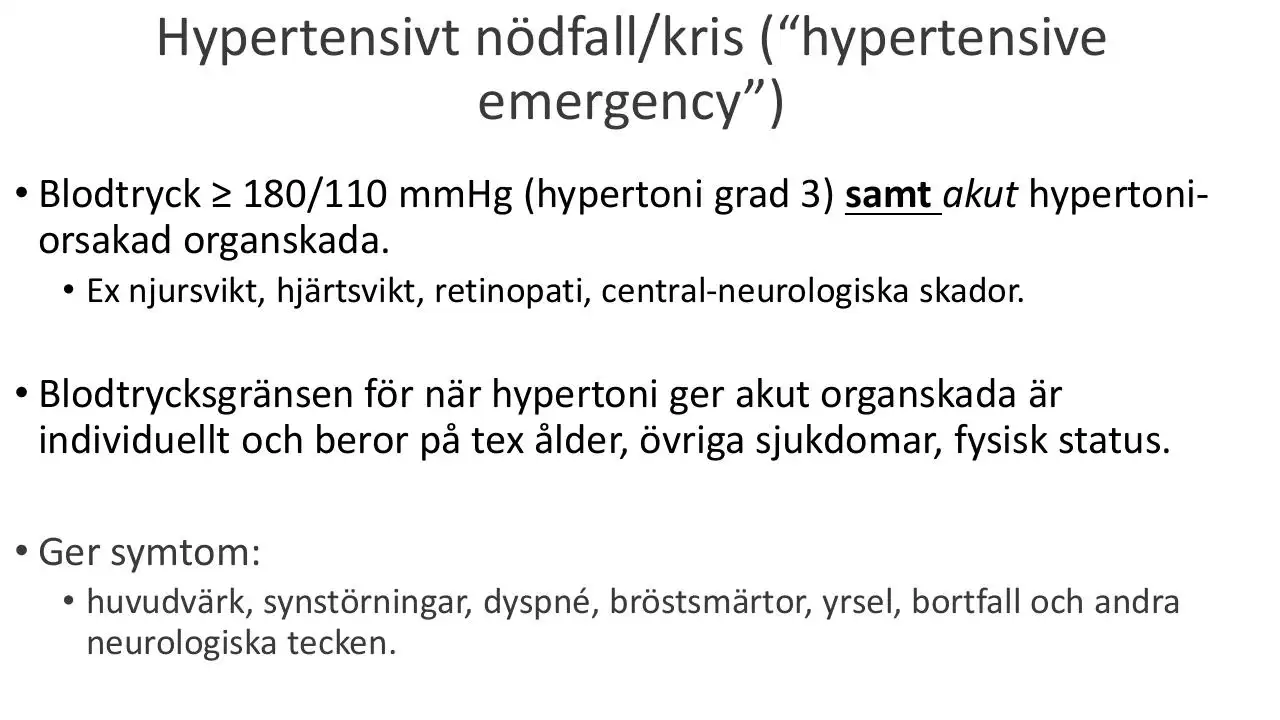 Hypertensivt nödfall/kris (“hypertensive
emergency”)
• Blodtryck ≥ 180/110 mmHg (hypertoni grad 3) samt akut hypertoni-
orsakad organskada.
• Ex njursvikt, hjärtsvikt, retinopati, central-neurologiska skador.
• Blodtrycksgränsen för när hypertoni ger akut organskada är
individuellt och beror på tex ålder, övriga sjukdomar, fysisk status.
• Ger symtom:
• huvudvärk, synstörningar, dyspné, bröstsmärtor, yrsel, bortfall och andra
neurologiska tecken.